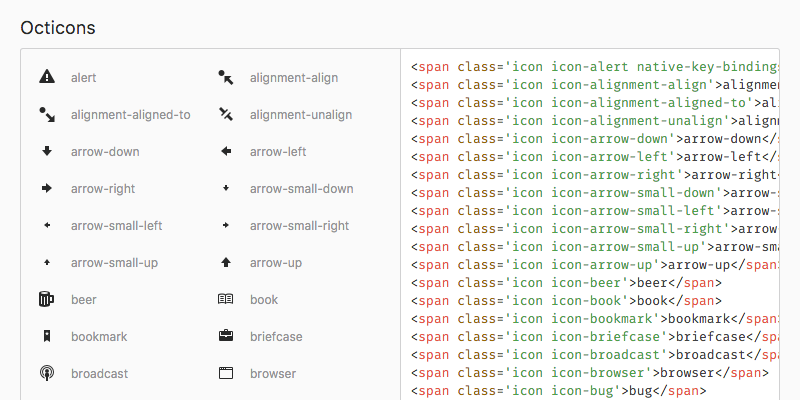 Octicons
alert
alignment-align
alignment-aligned-to
alignment-unalign
arrow-down
arrow-left
arrow-right
arrow-small-down
arrow-small-left
arrow-small-right
arrow-small-up
arrow-up
beer
book
bookmark
briefcase
broadcast
browser
<span class='icon icon-alert native-key-binding
<span class='icon icon-alignment-align'>alignme
<span class='icon icon-alignment-aligned-to'>al
<span class='icon icon-alignment-unalign'>align
<span class='icon icon-arrow-down'>arrow-down</
<span class='icon icon-arrow-left'>arrow-left</
<span class='icon icon-arrow-right'>arrow-right
<span class='icon icon-arrow-small-down'>arrow-
<span class='icon icon-arrow-small-left'>arrow-
<span class='icon icon-arrow-small-right'>arrow
<span class='icon icon-arrow-small-up'>arrow-sm
<span class='icon icon-arrow-up'>arrow-up</span
<span class='icon icon-beer'>beer</span>
<span class='icon icon-book'>book</span>
<span class='icon icon-bookmark'>bookmark</span
<span class='icon icon-briefcase'>briefcase</sp
<span class='icon icon-broadcast'>broadcast</sp
<span class='icon icon-browser'>browser</span>
<span class='icon icon-bug'>bug</span>